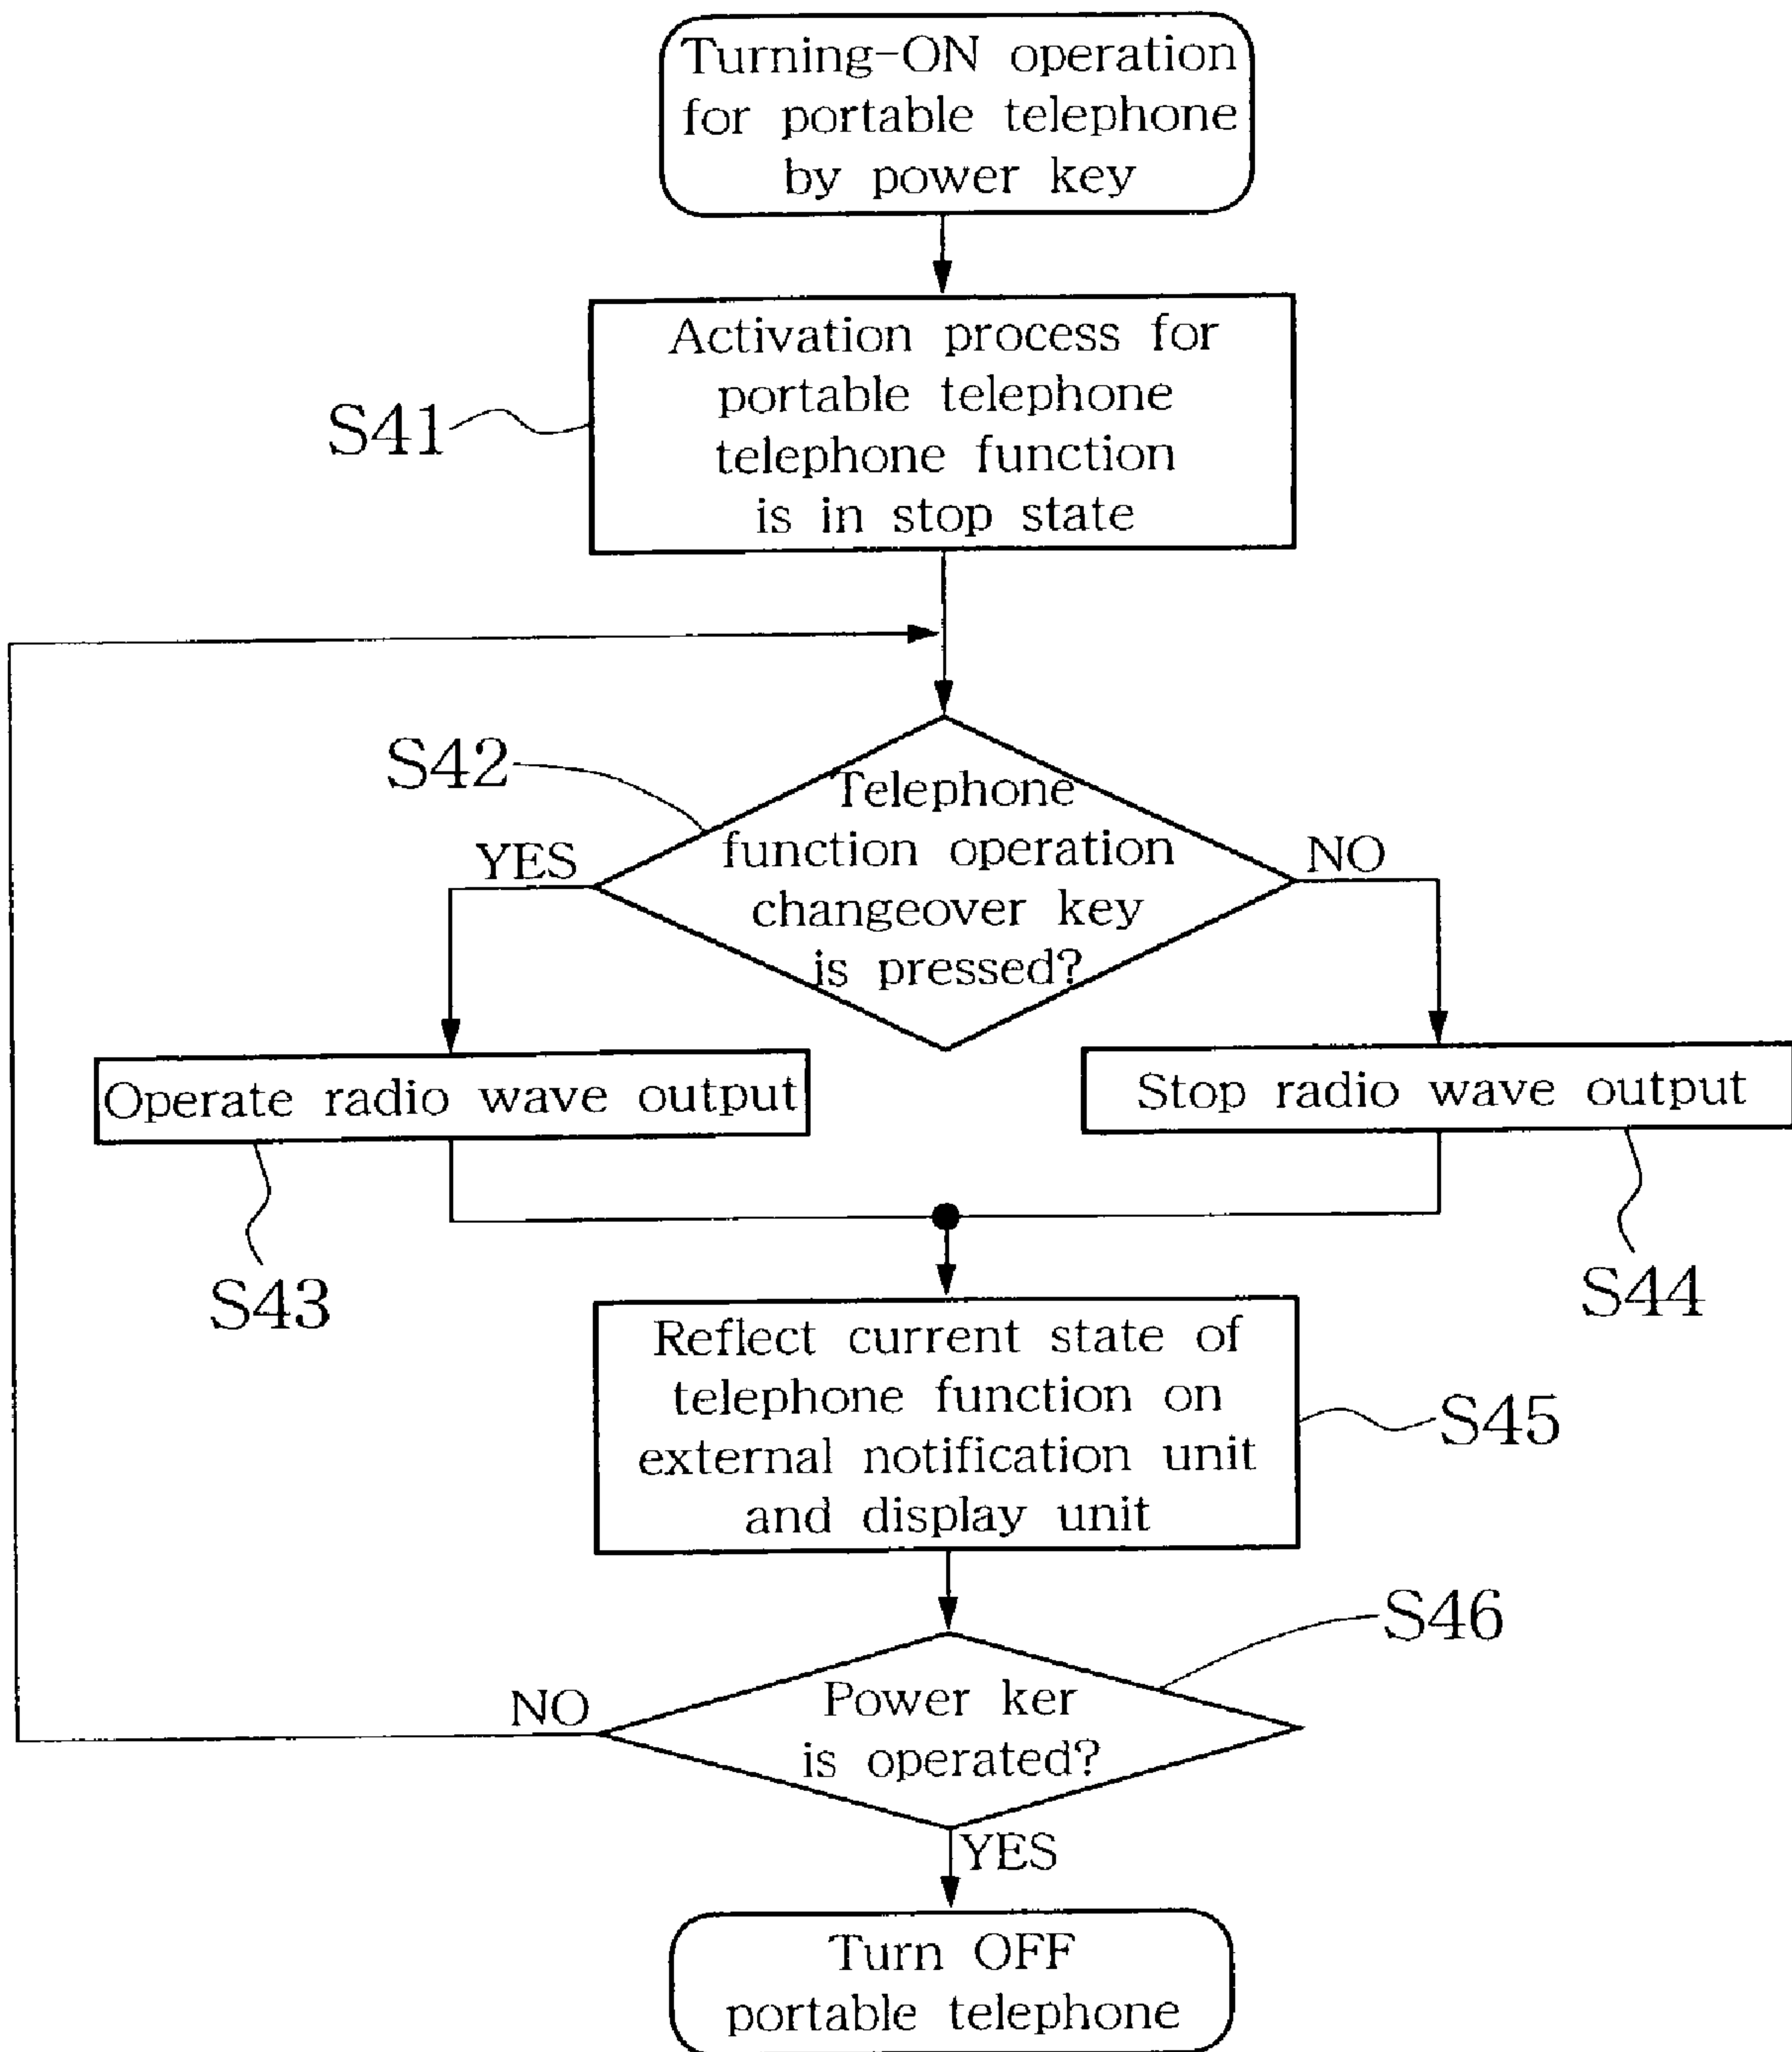 Turning-ON operation
for portable telephone
by power key
Activation process for
portable telephone
telephone function
is in stop state
S41
S42
Telephone
function operation
changeover key
is pressed?
YES
NO
Operate radio wave output
Stop radio wave output
S43
S44
Reflect current state of
telephone function on
external notification unit
and display unit
S45
S46
Power ker
is operated?
NO
YES
Turn OFF
portable telephone